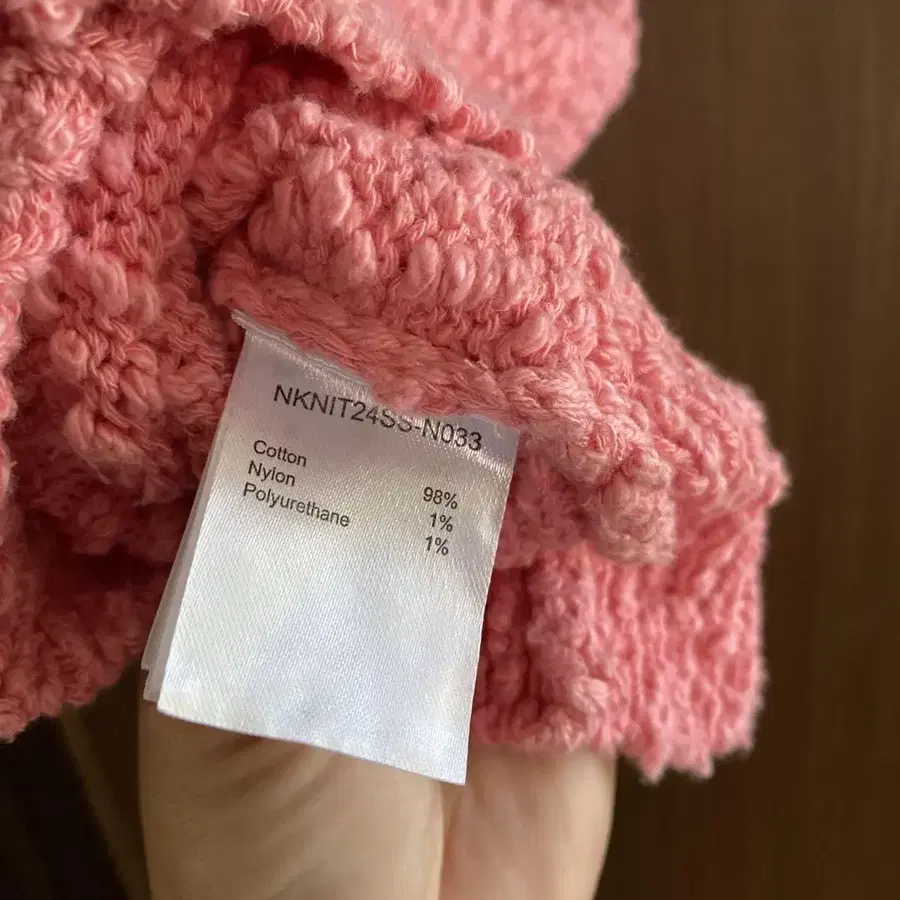 NKNIT24SS-N033
Cotton 98%
Nylon 1%
Polyurethane 1%